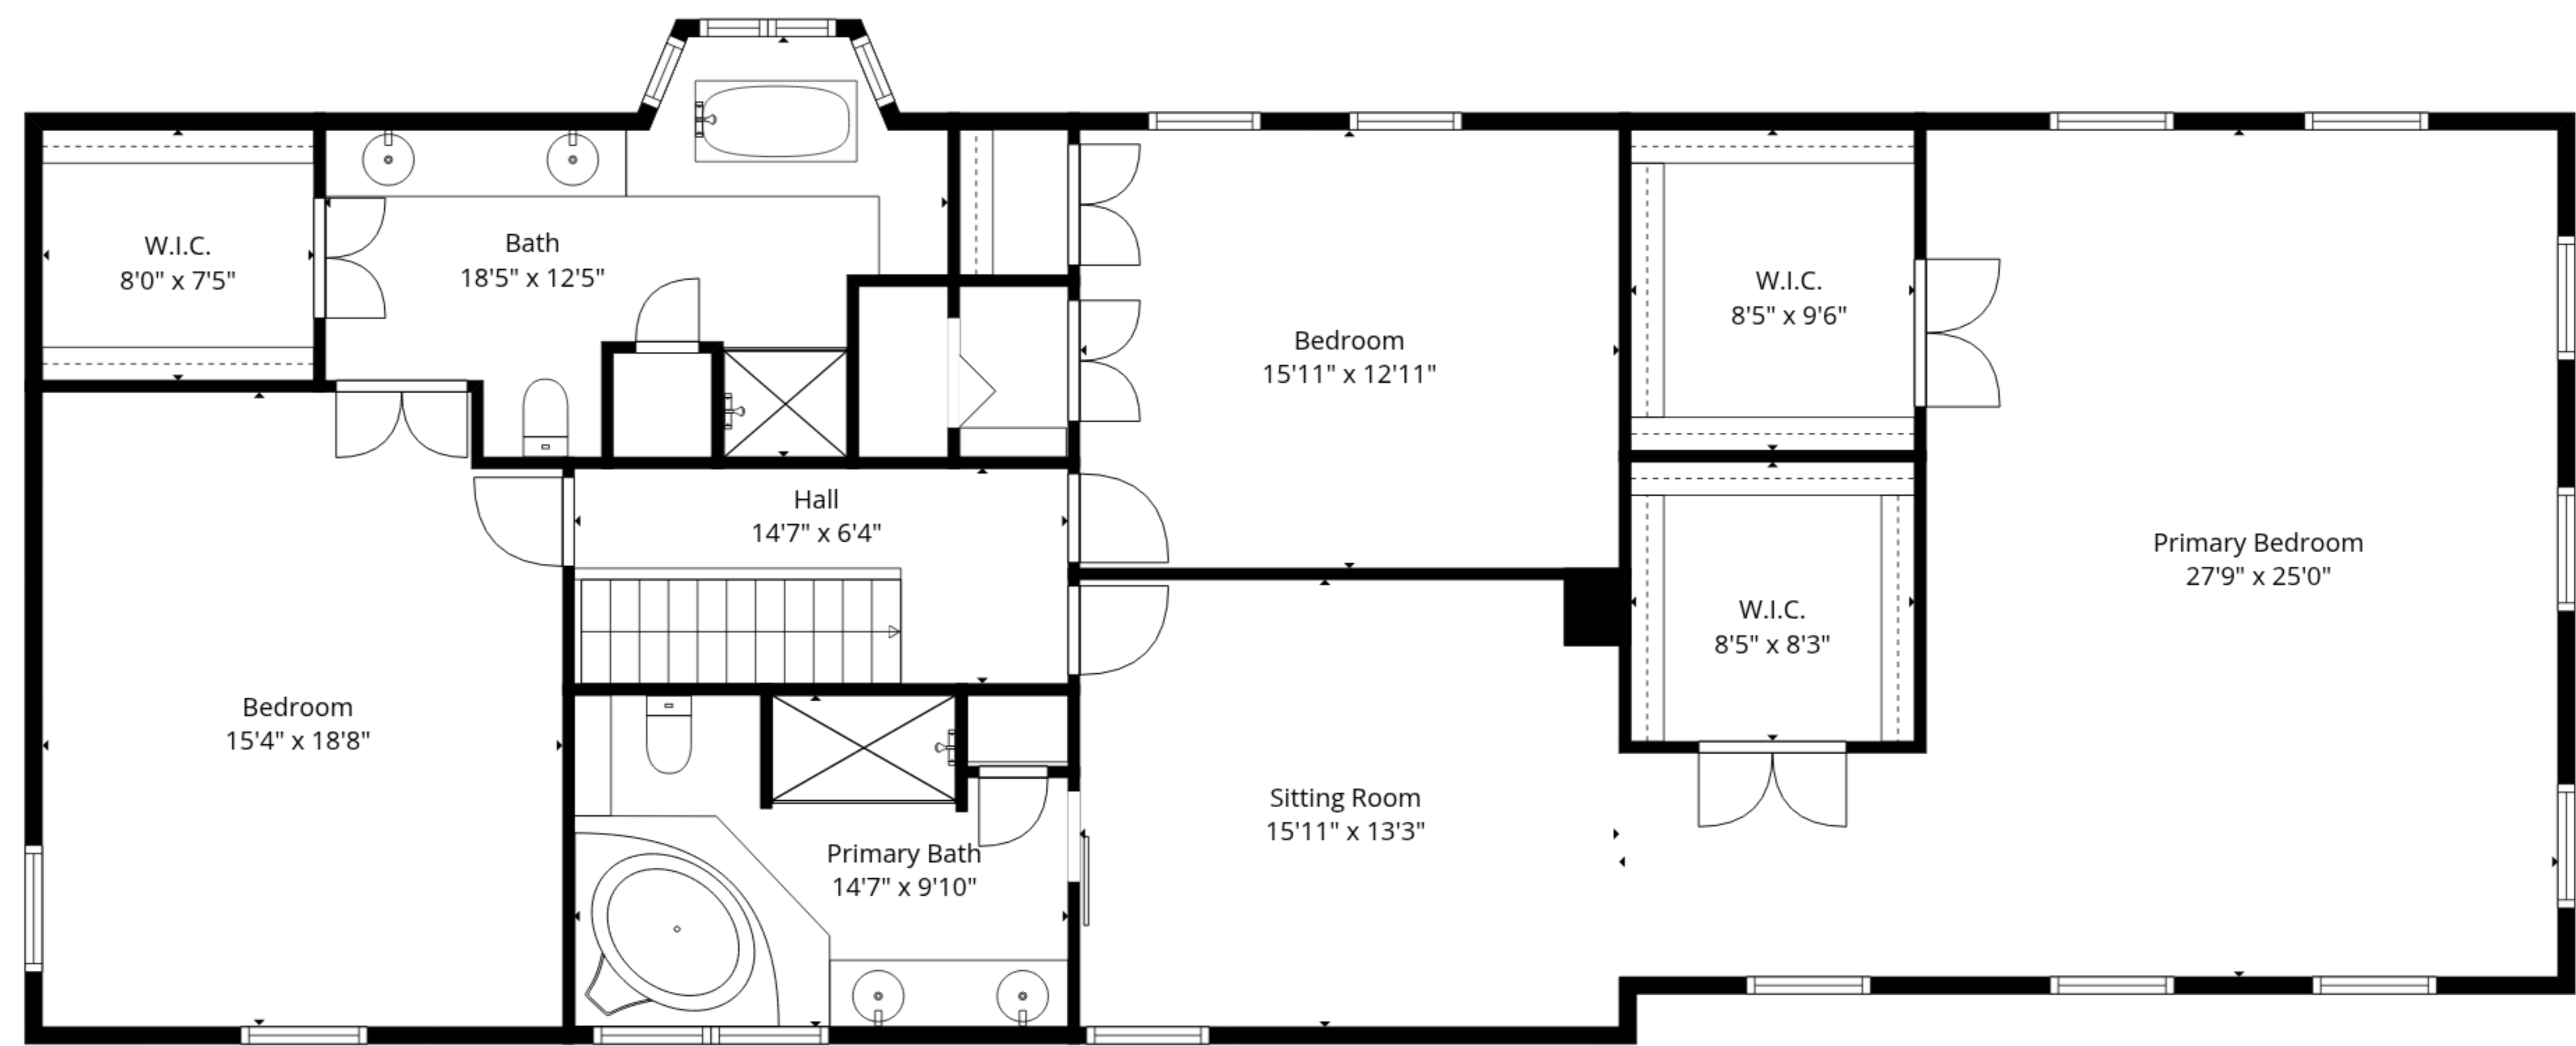 W.I.C.
8'0" x 7'5"
Bath
18'5" x 12'5"
Bedroom
15'11" x 12'11"
W.I.C.
8'5" x 9'6"
Hall
14'7" x 6'4"
Primary Bedroom
27'9" x 25'0"
W.I.C.
8'5" x 8'3"
Bedroom
15'4" x 18'8"
Sitting Room
15'11" x 13'3"
Primary Bath
14'7" x 9'10"